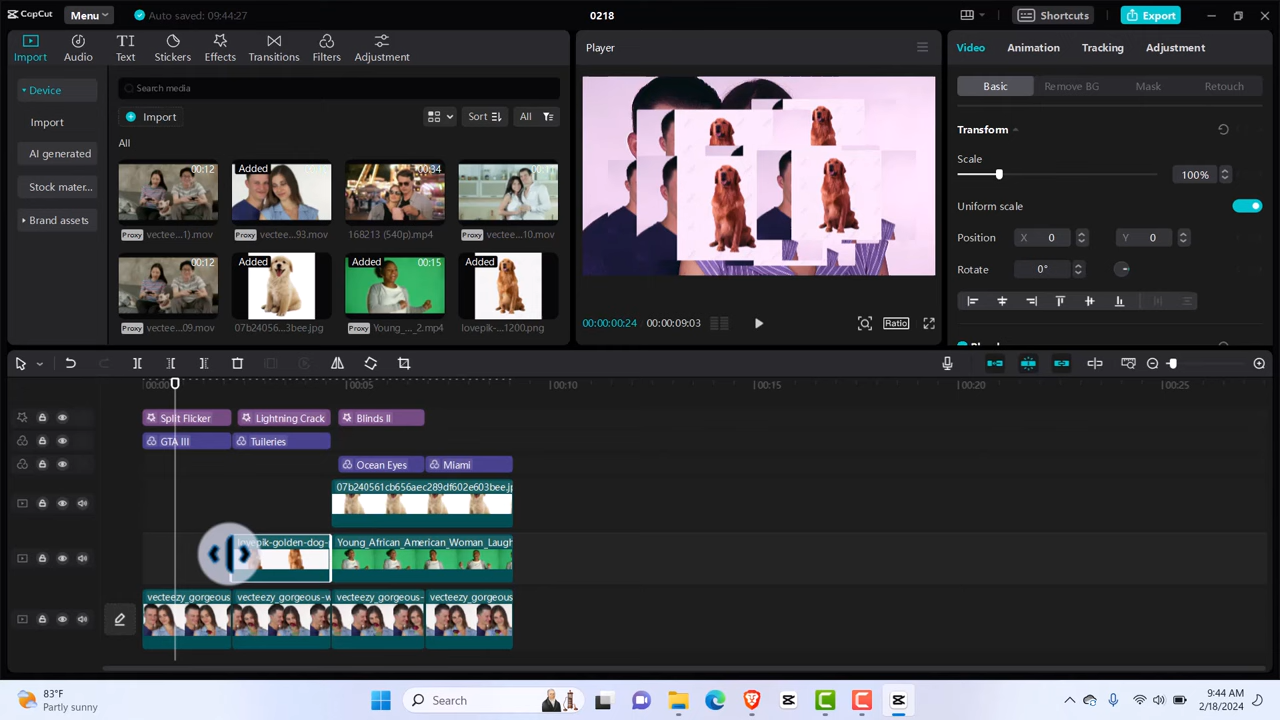 CapCut
Menu
Auto saved: 09:44:27
0218
Shortcuts
Export
Import
Audio
Text
Stickers
Effects
Transitions
Filters
Adjustment
Player
Video
Animation
Tracking
Adjustment
Device
Import
AI generated
Stock mater...
Brand assets
Search media
Import
Sort
All
All
00:12
Added
00:34
00:10
Proxy
vectee...1).mov
Proxy
vectee...93.mov
168213 (540p).mp4
Proxy
vectee...10.mov
00:12
Added
Added
00:15
Added
Proxy
vectee...09.mov
07b24056...3bee.jpg
Proxy
Young_..._2.mp4
lovepik...1200.png
00:00:00:24
00:00:09:03
Ratio
Basic
Remove BG
Mask
Retouch
Transform
Scale
100%
Uniform scale
Position
X
0
Y
0
Rotate
0°
00:05
00:10
00:15
00:20
00:25
Split Flicker
Lightning Crack
Blinds II
GTA III
Tuileries
Ocean Eyes
Miami
07b240561cb656aec289df602e603bee.j
Young_African_American_Woman_Laugh
vecteezy_gorgeous
vecteezy_gorgeous-w
vecteezy_gorgeous-
vecteezy_gorgeous
83°F
Partly sunny
Search
9:44 AM
2/18/2024